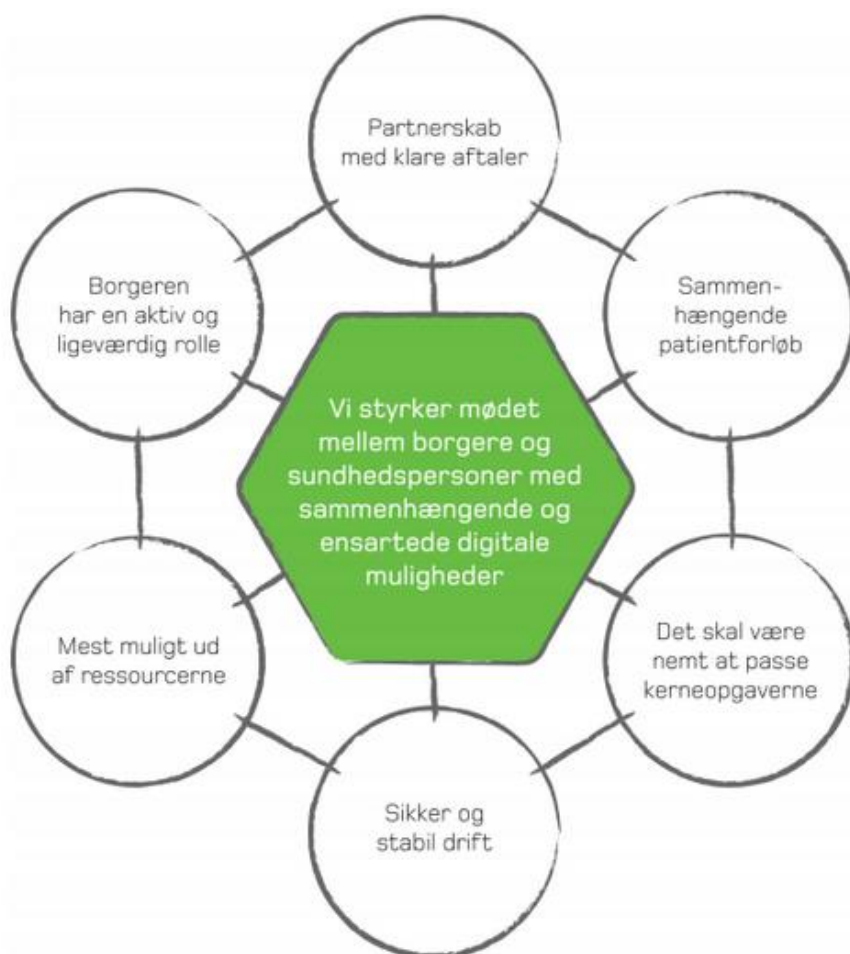 Partnerskab
med klare aftaler
Borgeren
har en aktiv og
ligeværdig rolle
Sammen-
hængende
patientforløb
Vi styrker mødet
mellem borgere og
sundhedspersoner med
sammenhængende og
ensartede digitale
muligheder
Mest muligt ud
af ressourcerne
Det skal være
nemt at passe
kerneopgaverne
Sikker og
stabil drift